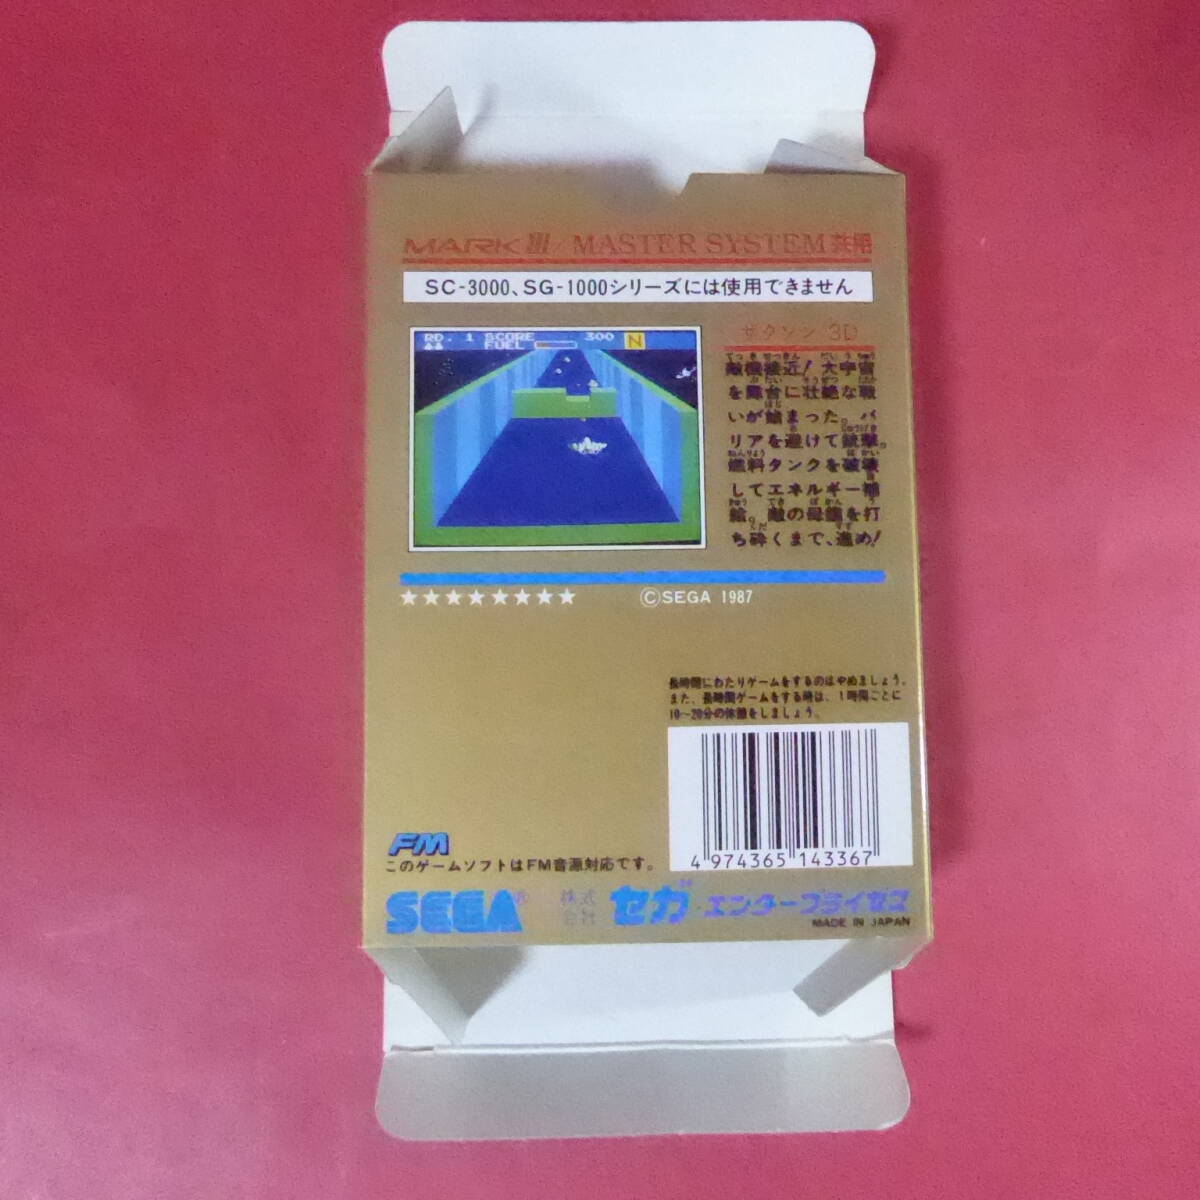 MARK III/MASTER SYSTEM共用
SC-3000、SG-1000シリーズには使用できません
RD. 1 SCORE 300 N
FUEL
ザクソン 3D
敵機接近！大宇宙
を舞台に壮絶な戦
いが始まった。バ
リアを避けて銃撃。
燃料タンクを破壊
してエネルギー補
給。敵の母艦を打
ち砕くまで、進め！
★★★★★★★★ ©SEGA 1987
長時間にわたりゲームをするのはやめましょう。
また、長時間ゲームをする時は、1時間ごとに
10〜20分の休憩をしましょう。
4 974365 143367
FM
このゲームソフトはFM音源対応です。
SEGA® 株式会社 セガ・エンタープライゼス
MADE IN JAPAN